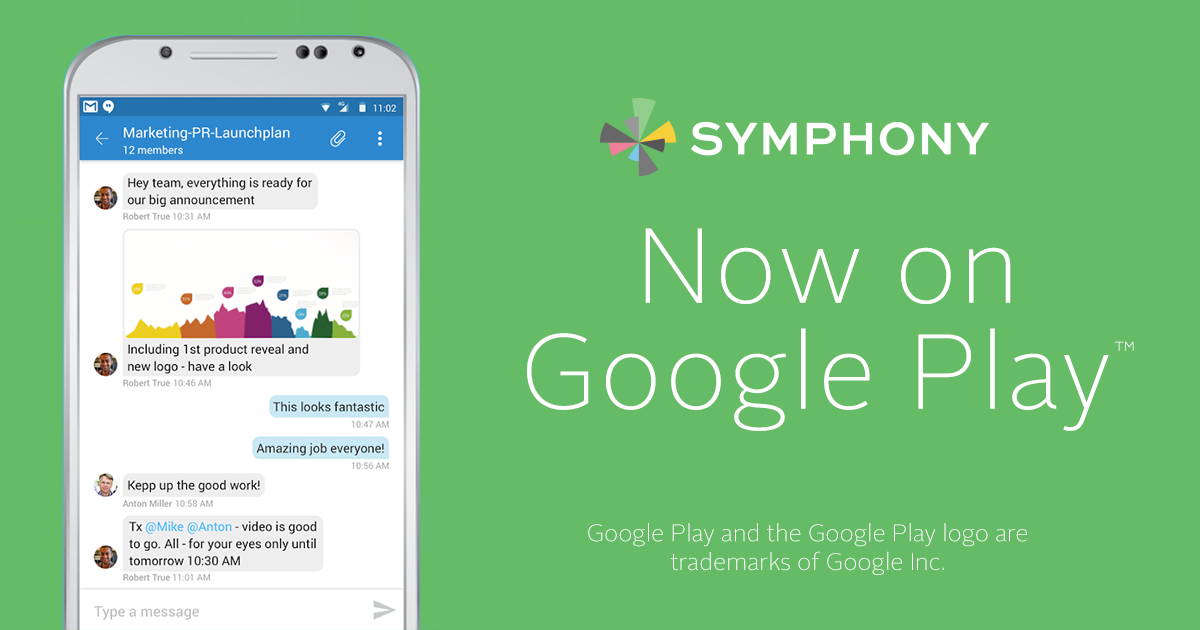 11:02
Marketing-PR-Launchplan
12 members
Hey team, everything is ready for
our big announcement
Robert True 10:31 AM
Including 1st product reveal and
new logo - have a look
Robert True 10:46 AM
This looks fantastic
10:47 AM
Amazing job everyone!
10:56 AM
Kepp up the good work!
Anton Miller 10:58 AM
Tx @Mike @Anton - video is good
to go. All - for your eyes only until
tomorrow 10:30 AM
Robert True 11:01 AM
Type a message
SYMPHONY
Now on
Google Play™
Google Play and the Google Play logo are
trademarks of Google Inc.